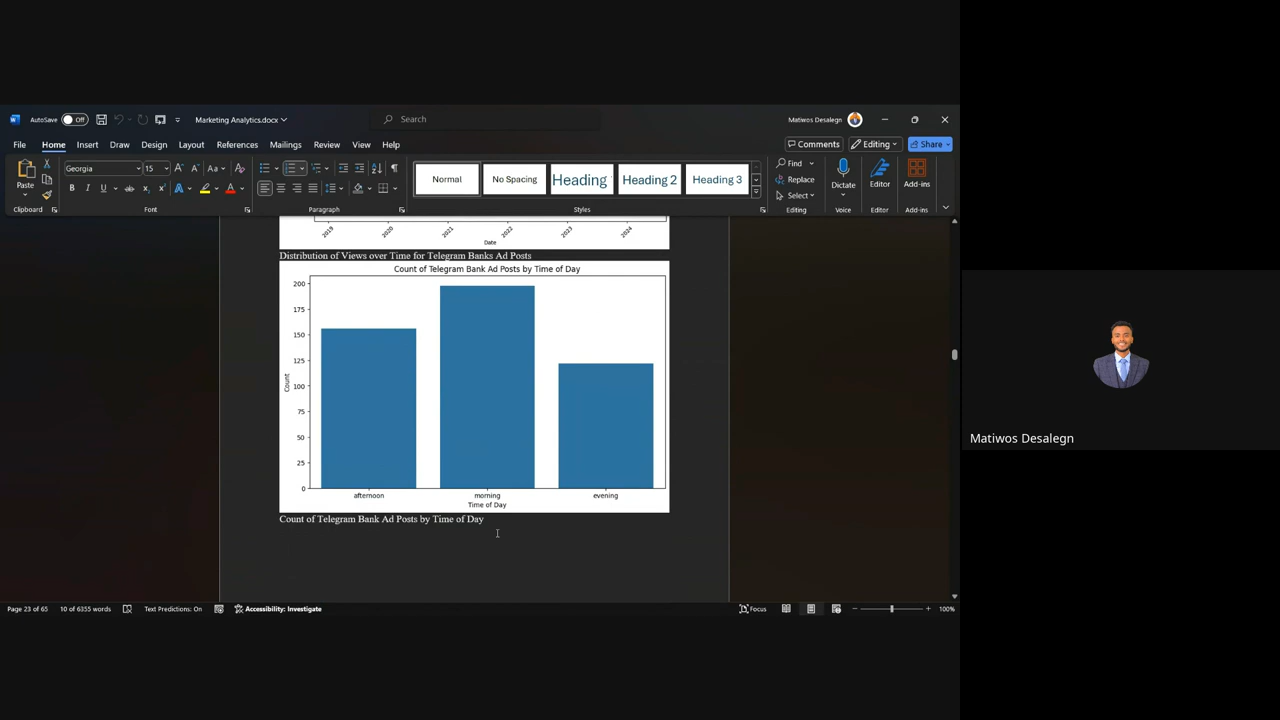 AutoSave Off Marketing Analytics.docx Search Matiwos Desalegn
File Home Insert Draw Design Layout References Mailings Review View Help Comments Editing Share
Paste Georgia 15 Aa Normal No Spacing Heading Heading 2 Heading 3 Find Replace Select Dictate Editor Add-ins
Clipboard Font Paragraph Styles Editing Voice Editor Add-ins
2019 2020 2021 2022 2023 2024
Date
Distribution of Views over Time for Telegram Banks Ad Posts
Count of Telegram Bank Ad Posts by Time of Day
200
175
150
125
100
75
50
25
0
Count
afternoon morning evening
Time of Day
Count of Telegram Bank Ad Posts by Time of Day
Page 23 of 65 10 of 6355 words Text Predictions: On Accessibility: Investigate Focus 100%
Matiwos Desalegn